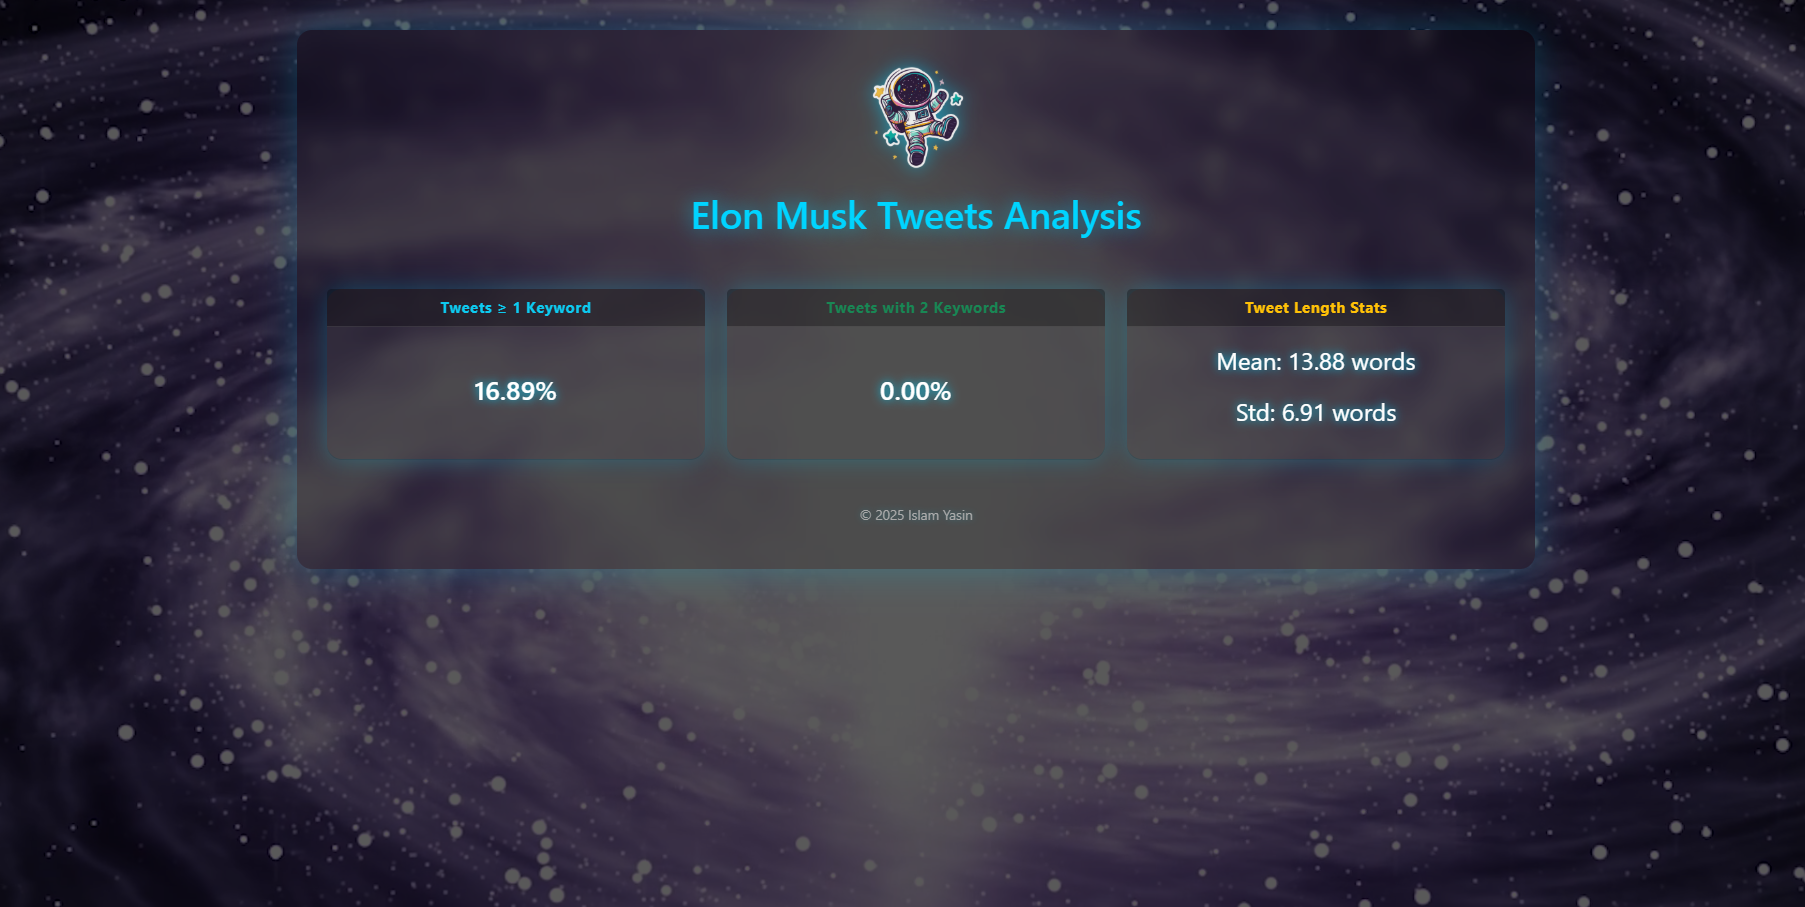 Elon Musk Tweets Analysis
Tweets ≥ 1 Keyword
16.89%
Tweets with 2 Keywords
0.00%
Tweet Length Stats
Mean: 13.88 words
Std: 6.91 words
© 2025 Islam Yasin